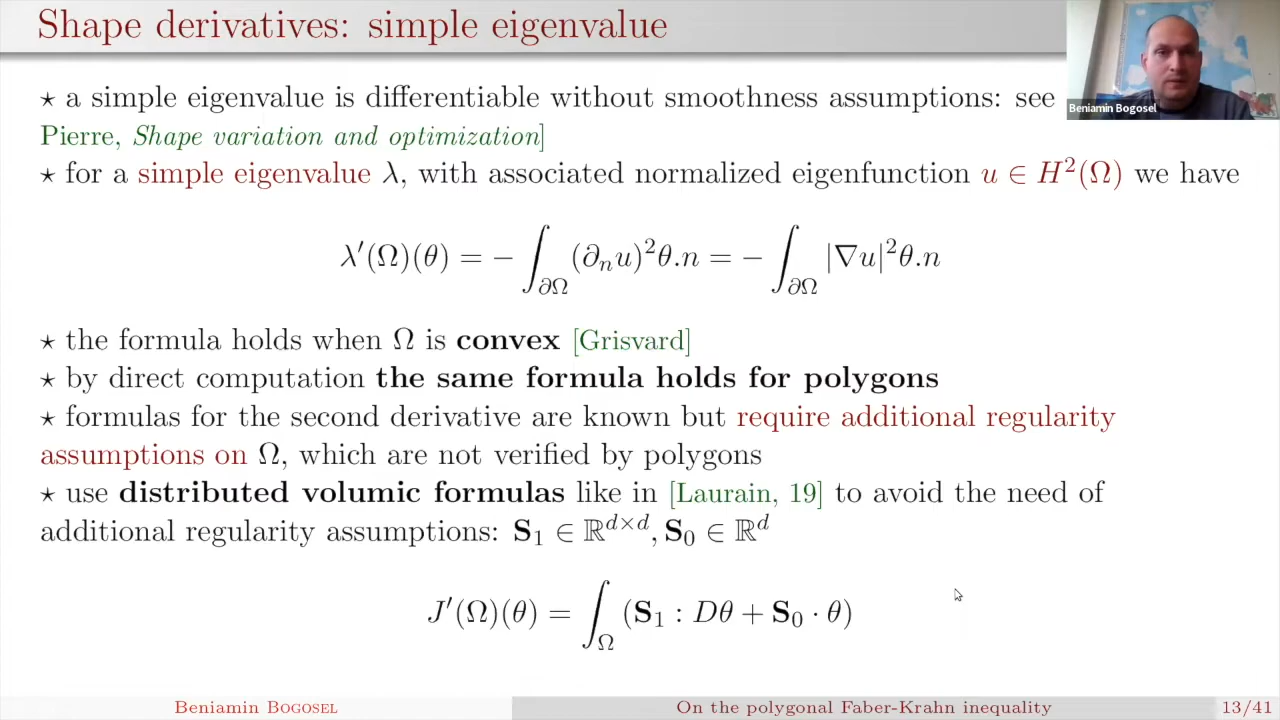 Shape derivatives: simple eigenvalue
Beniamin Bogosel
⋆ a simple eigenvalue is differentiable without smoothness assumptions: see
Pierre, Shape variation and optimization]
⋆ for a simple eigenvalue λ, with associated normalized eigenfunction u ∈ H²(Ω) we have
λ′(Ω)(θ) = − ∫_{∂Ω} (∂ₙu)²θ.n = − ∫_{∂Ω} |∇u|²θ.n
⋆ the formula holds when Ω is convex [Grisvard]
⋆ by direct computation the same formula holds for polygons
⋆ formulas for the second derivative are known but require additional regularity
assumptions on Ω, which are not verified by polygons
⋆ use distributed volumic formulas like in [Laurain, 19] to avoid the need of
additional regularity assumptions: S₁ ∈ ℝ^{d×d}, S₀ ∈ ℝ^d
J′(Ω)(θ) = ∫_Ω (S₁ : Dθ + S₀ · θ)
Beniamin Bogosel On the polygonal Faber-Krahn inequality 13/41